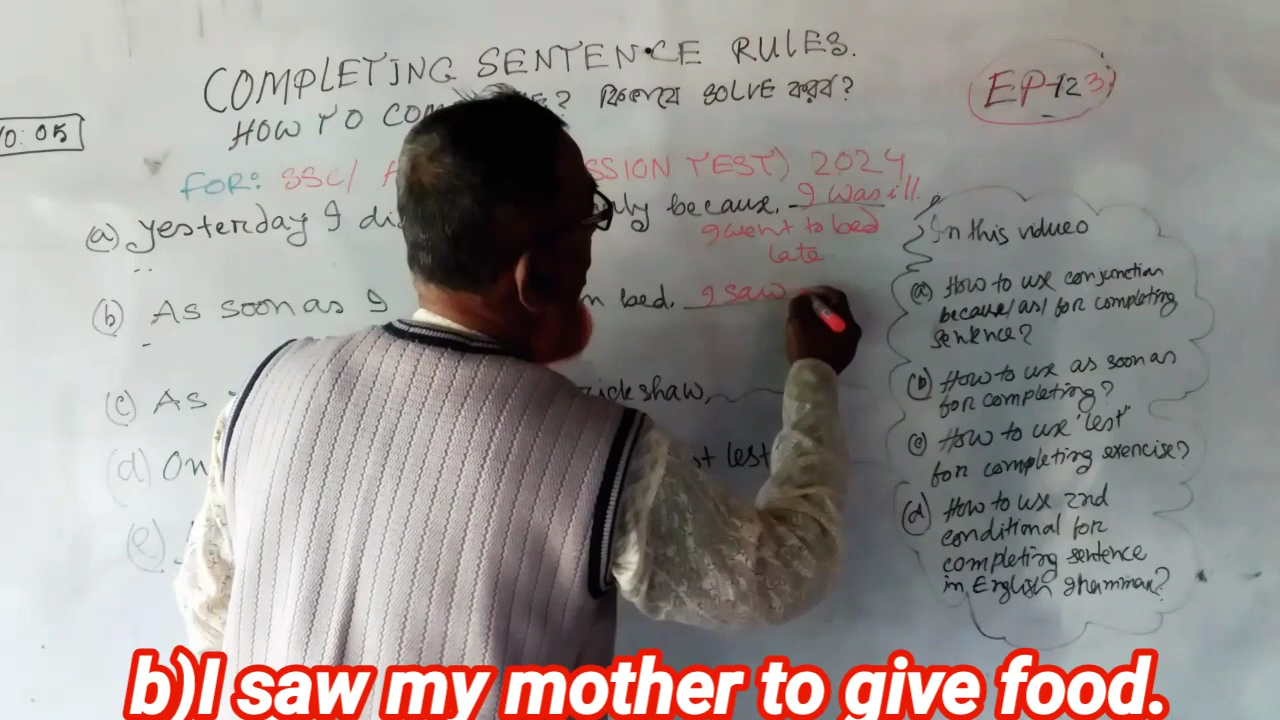 COMPLETING SENTENCE RULES.
HOW TO COM E? কিভাবে SOLVE করব?
EP-123
O: 05
FOR: SSC/ SSION TEST) 2024
(a) yesterday I di because I was ill.
I went to bed
late
(b) As soon as I bed. I saw
(c) As rickshaw,
(d) On lest
(e)
In this vidueo
(a) How to use conjunction
because/as/for completing
sentence?
(b) How to use as soon as
for completing?
(c) How to use "lest"
for completing exercise?
(d) How to use 2nd
conditional for
completing sentence
in English grammar?
b)I saw my mother to give food.